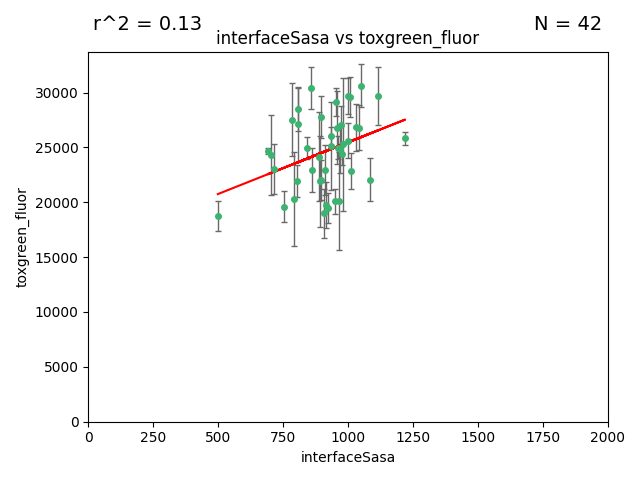 r^2 = 0.13
N = 42
interfaceSasa vs toxgreen_fluor
toxgreen_fluor
30000
25000
20000
15000
10000
5000
0
0 250 500 750 1000 1250 1500 1750 2000
interfaceSasa